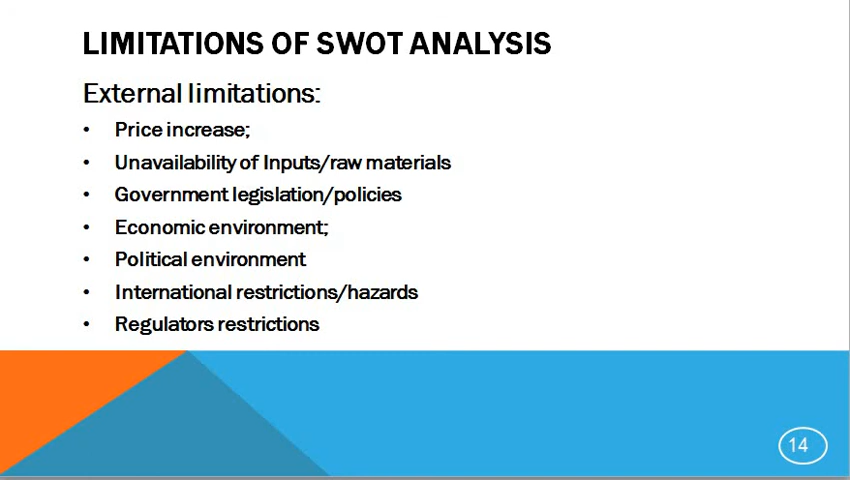 LIMITATIONS OF SWOT ANALYSIS
External limitations:
• Price increase;
• Unavailability of Inputs/raw materials
• Government legislation/policies
• Economic environment;
• Political environment
• International restrictions/hazards
• Regulators restrictions
14